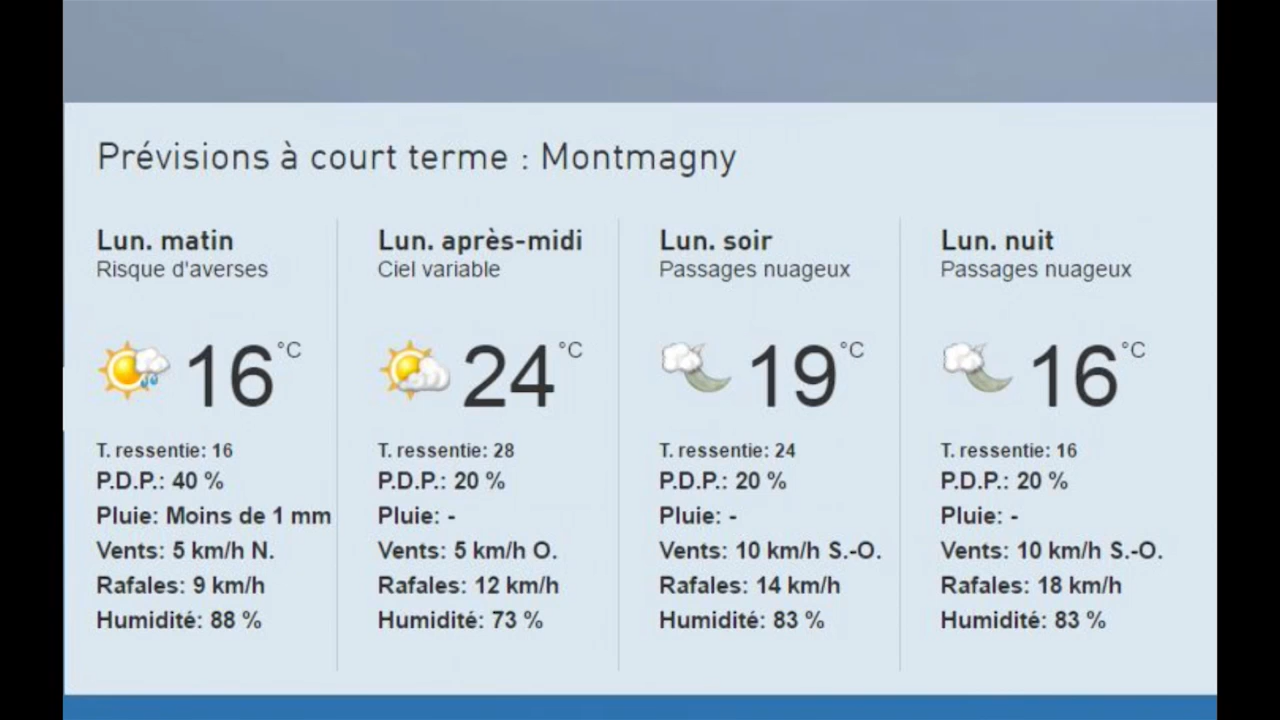 Prévisions à court terme : Montmagny
Lun. matin
Risque d'averses
16 °C
T. ressentie: 16
P.D.P.: 40 %
Pluie: Moins de 1 mm
Vents: 5 km/h N.
Rafales: 9 km/h
Humidité: 88 %
Lun. après-midi
Ciel variable
24 °C
T. ressentie: 28
P.D.P.: 20 %
Pluie: -
Vents: 5 km/h O.
Rafales: 12 km/h
Humidité: 73 %
Lun. soir
Passages nuageux
19 °C
T. ressentie: 24
P.D.P.: 20 %
Pluie: -
Vents: 10 km/h S.-O.
Rafales: 14 km/h
Humidité: 83 %
Lun. nuit
Passages nuageux
16 °C
T. ressentie: 16
P.D.P.: 20 %
Pluie: -
Vents: 10 km/h S.-O.
Rafales: 18 km/h
Humidité: 83 %